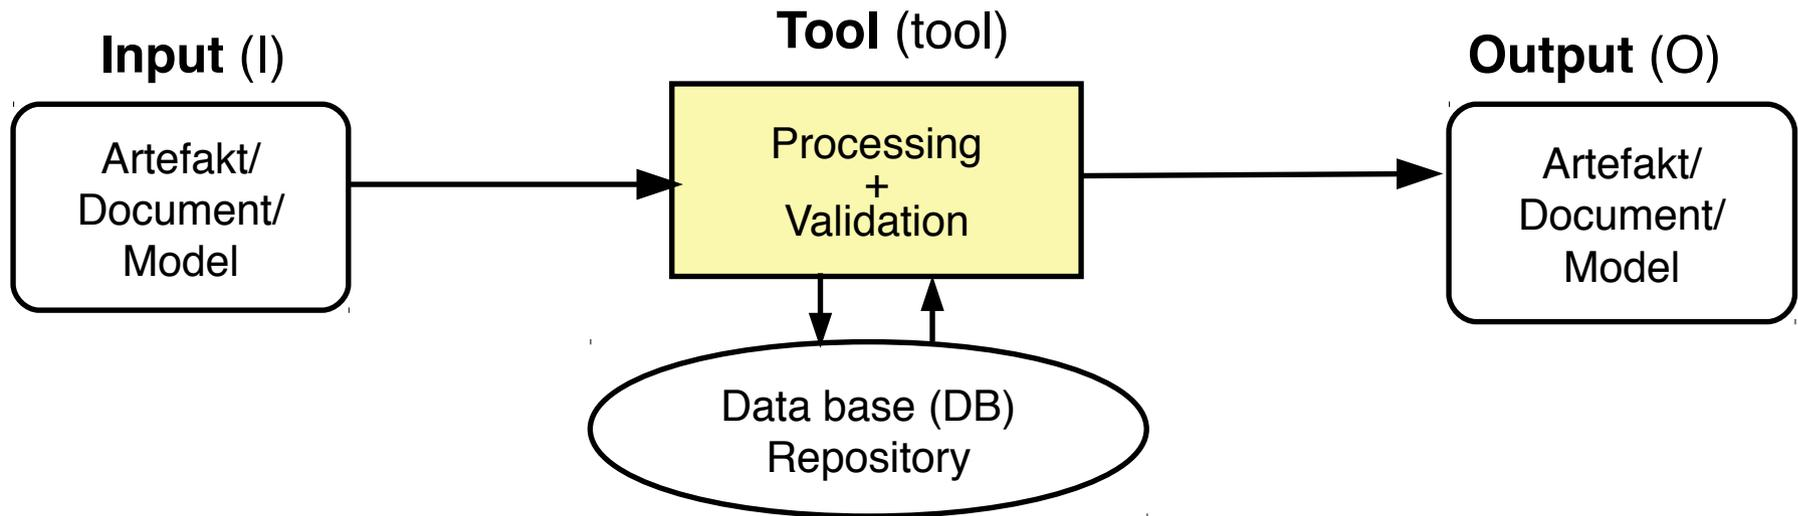 Input (I)
Tool (tool)
Output (O)
Artefakt/
Document/
Model
Processing
+
Validation
Artefakt/
Document/
Model
Data base (DB)
Repository